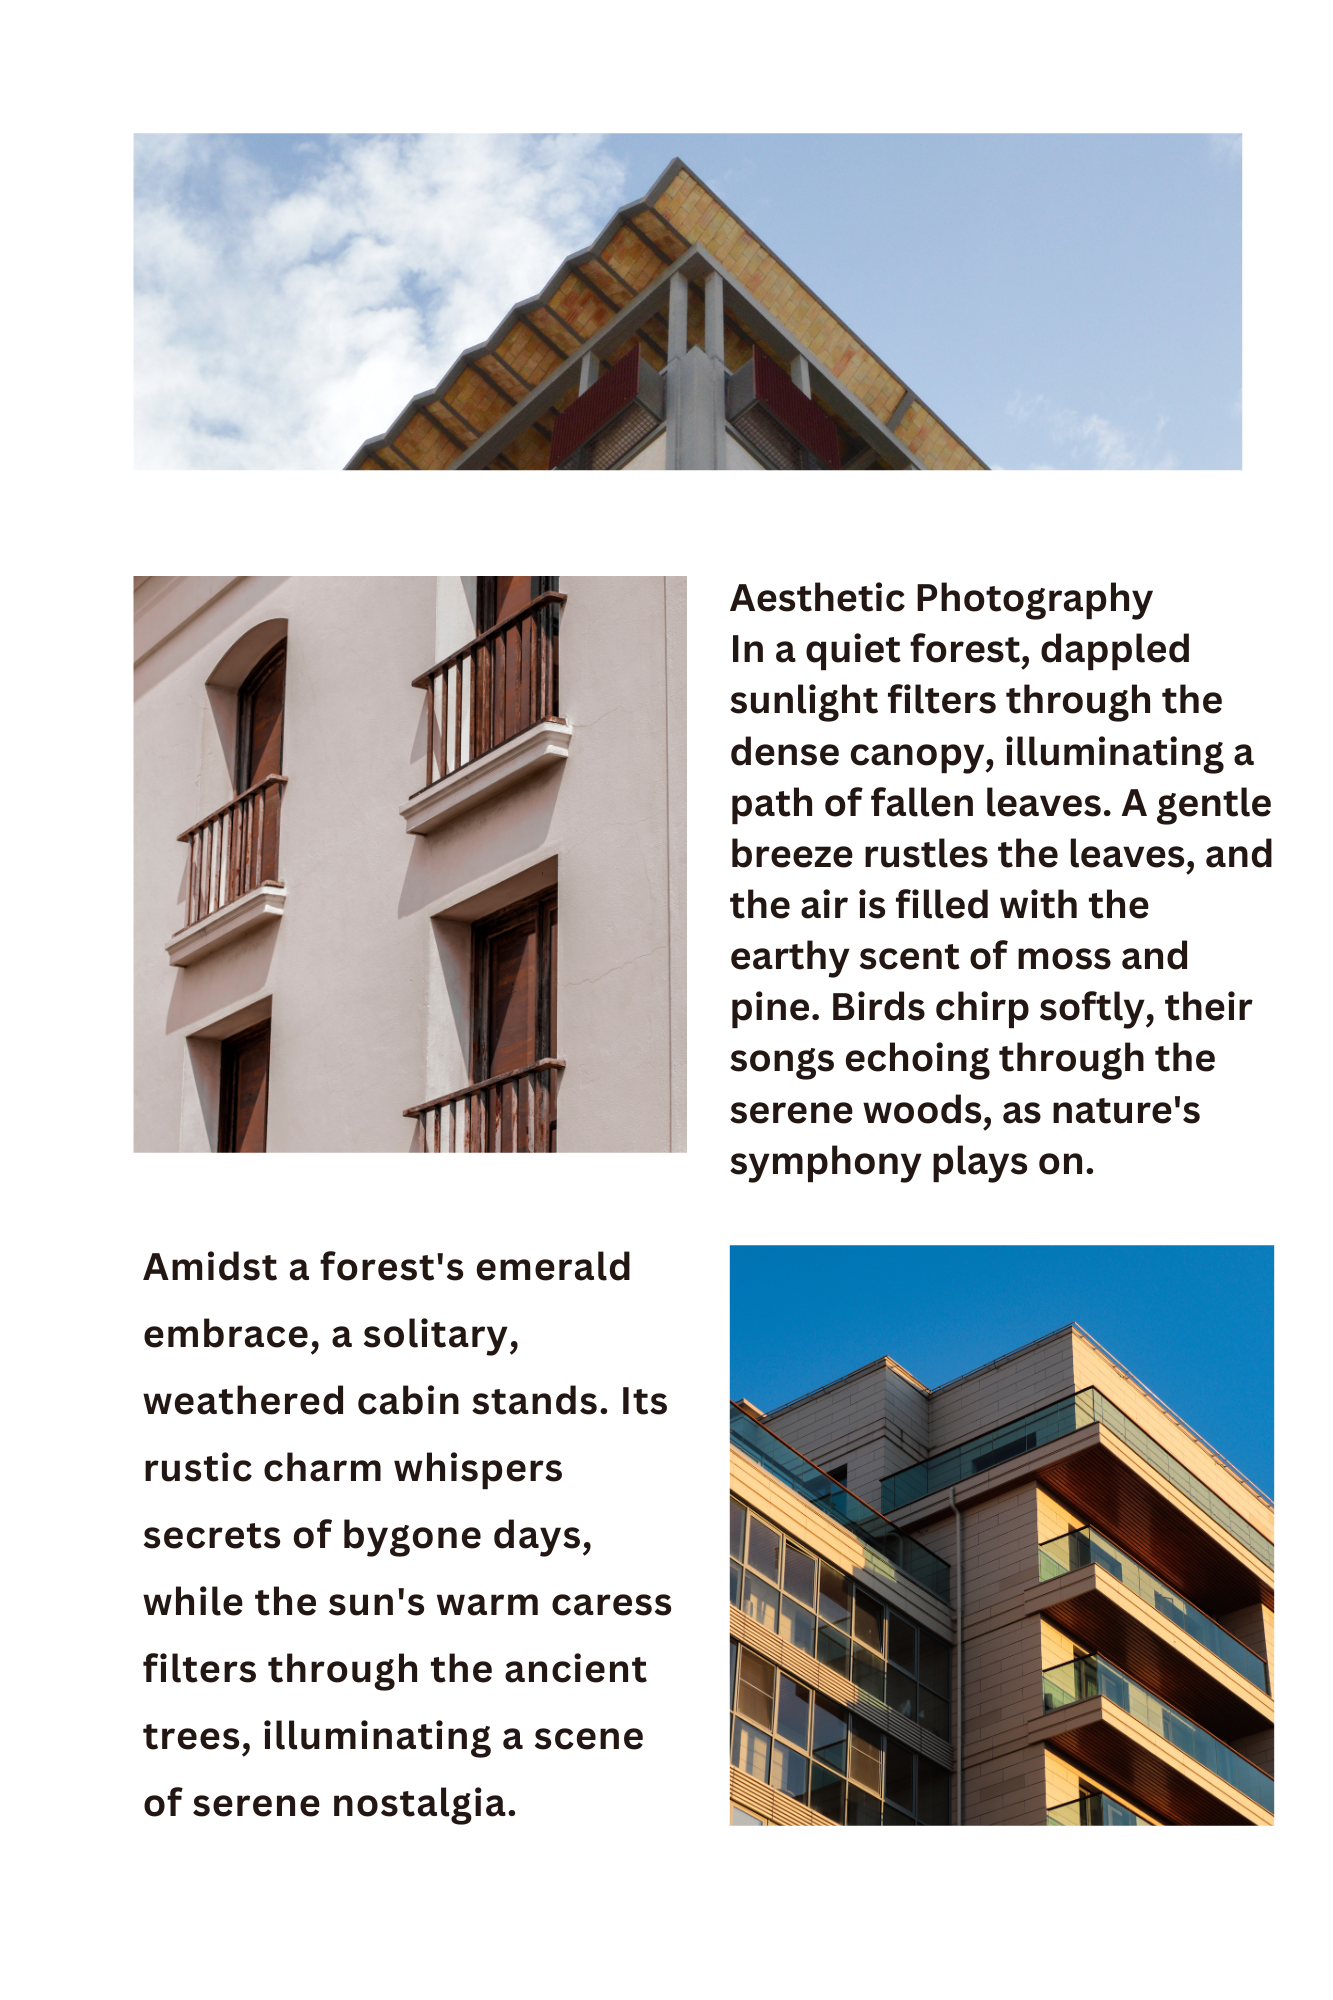 Aesthetic Photography
In a quiet forest, dappled
sunlight filters through the
dense canopy, illuminating a
path of fallen leaves. A gentle
breeze rustles the leaves, and
the air is filled with the
earthy scent of moss and
pine. Birds chirp softly, their
songs echoing through the
serene woods, as nature's
symphony plays on.
Amidst a forest's emerald
embrace, a solitary,
weathered cabin stands. Its
rustic charm whispers
secrets of bygone days,
while the sun's warm caress
filters through the ancient
trees, illuminating a scene
of serene nostalgia.